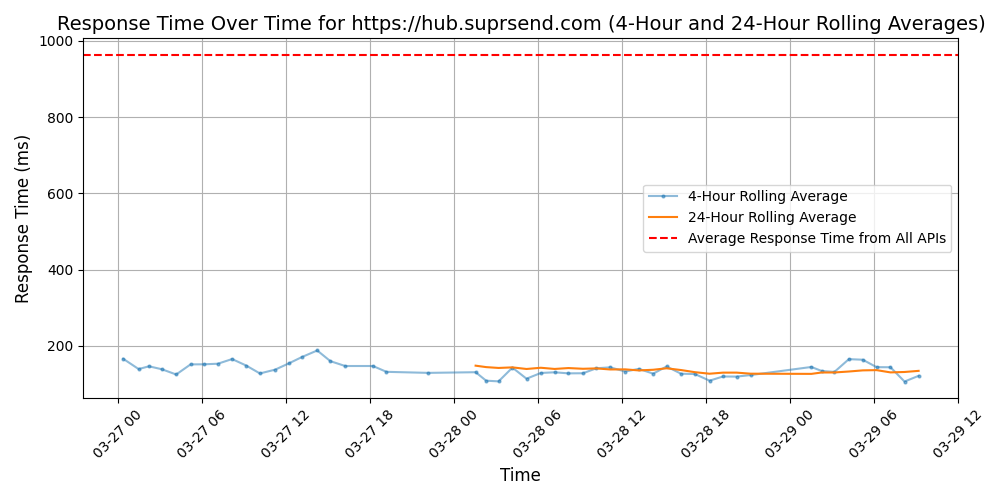 Response Time Over Time for https://hub.suprsend.com (4-Hour and 24-Hour Rolling Averages)
Response Time (ms)
1000
800
600
400
200
4-Hour Rolling Average
24-Hour Rolling Average
Average Response Time from All APIs
03-27 00
03-27 06
03-27 12
03-27 18
03-28 00
03-28 06
03-28 12
03-28 18
03-29 00
03-29 06
03-29 12
Time